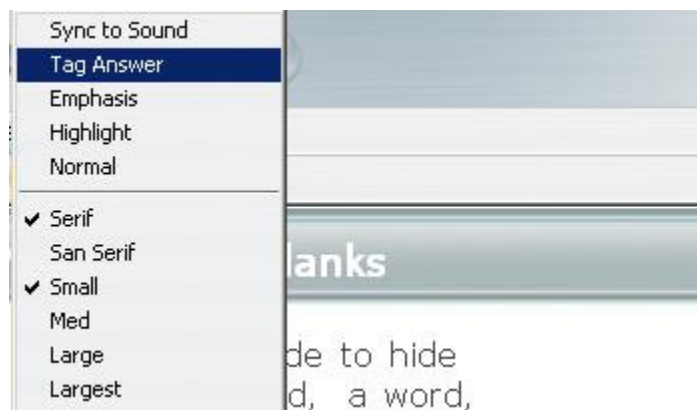 Sync to Sound
Tag Answer
Emphasis
Highlight
Normal
Serif
San Serif
Small
Med
Large
Largest
lanks
de to hide
d, a word,